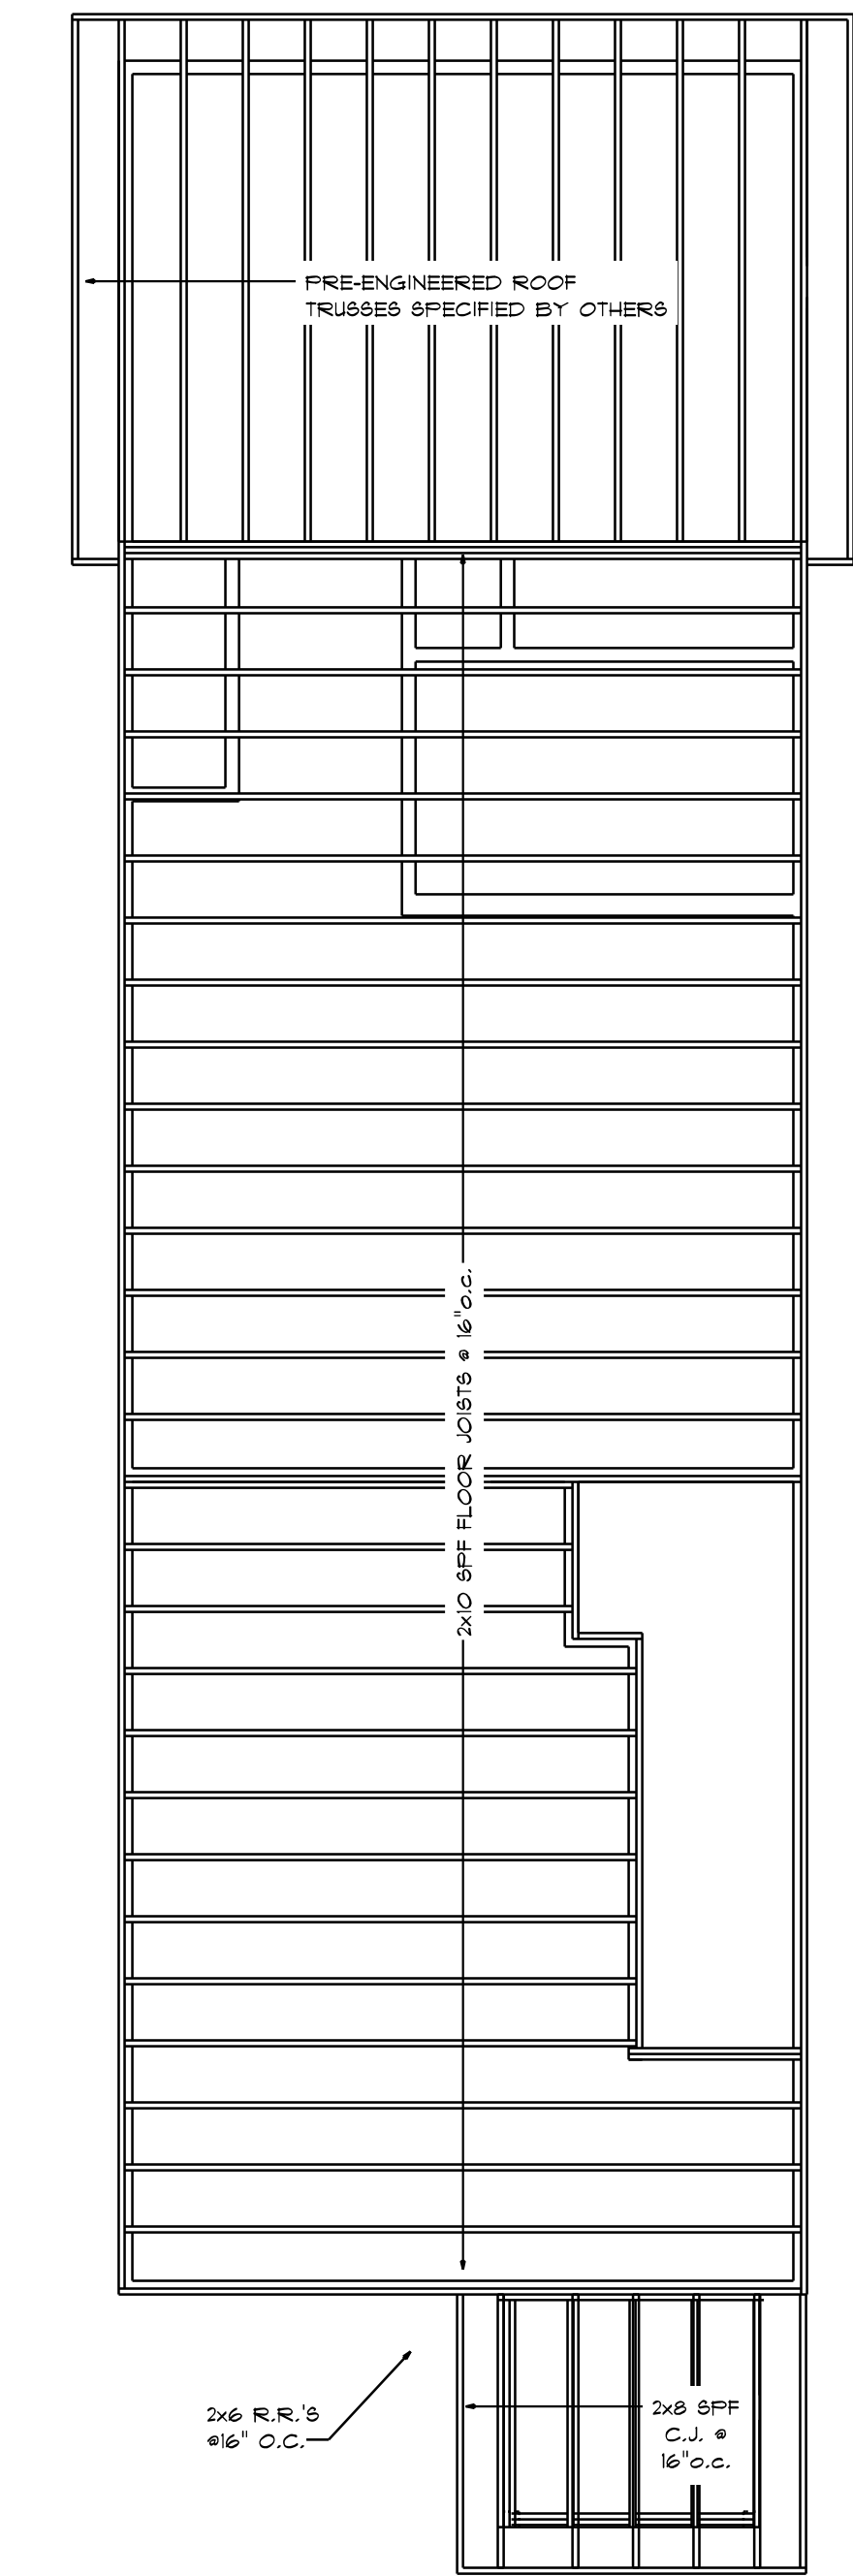 PRE-ENGINEERED ROOF
TRUSSES SPECIFIED BY OTHERS
2x10 SPF FLOOR JOISTS @ 16"o.c.
2x6 R.R.'S
@16" O.C.
2x8 SPF
C.J. @
16"o.c.